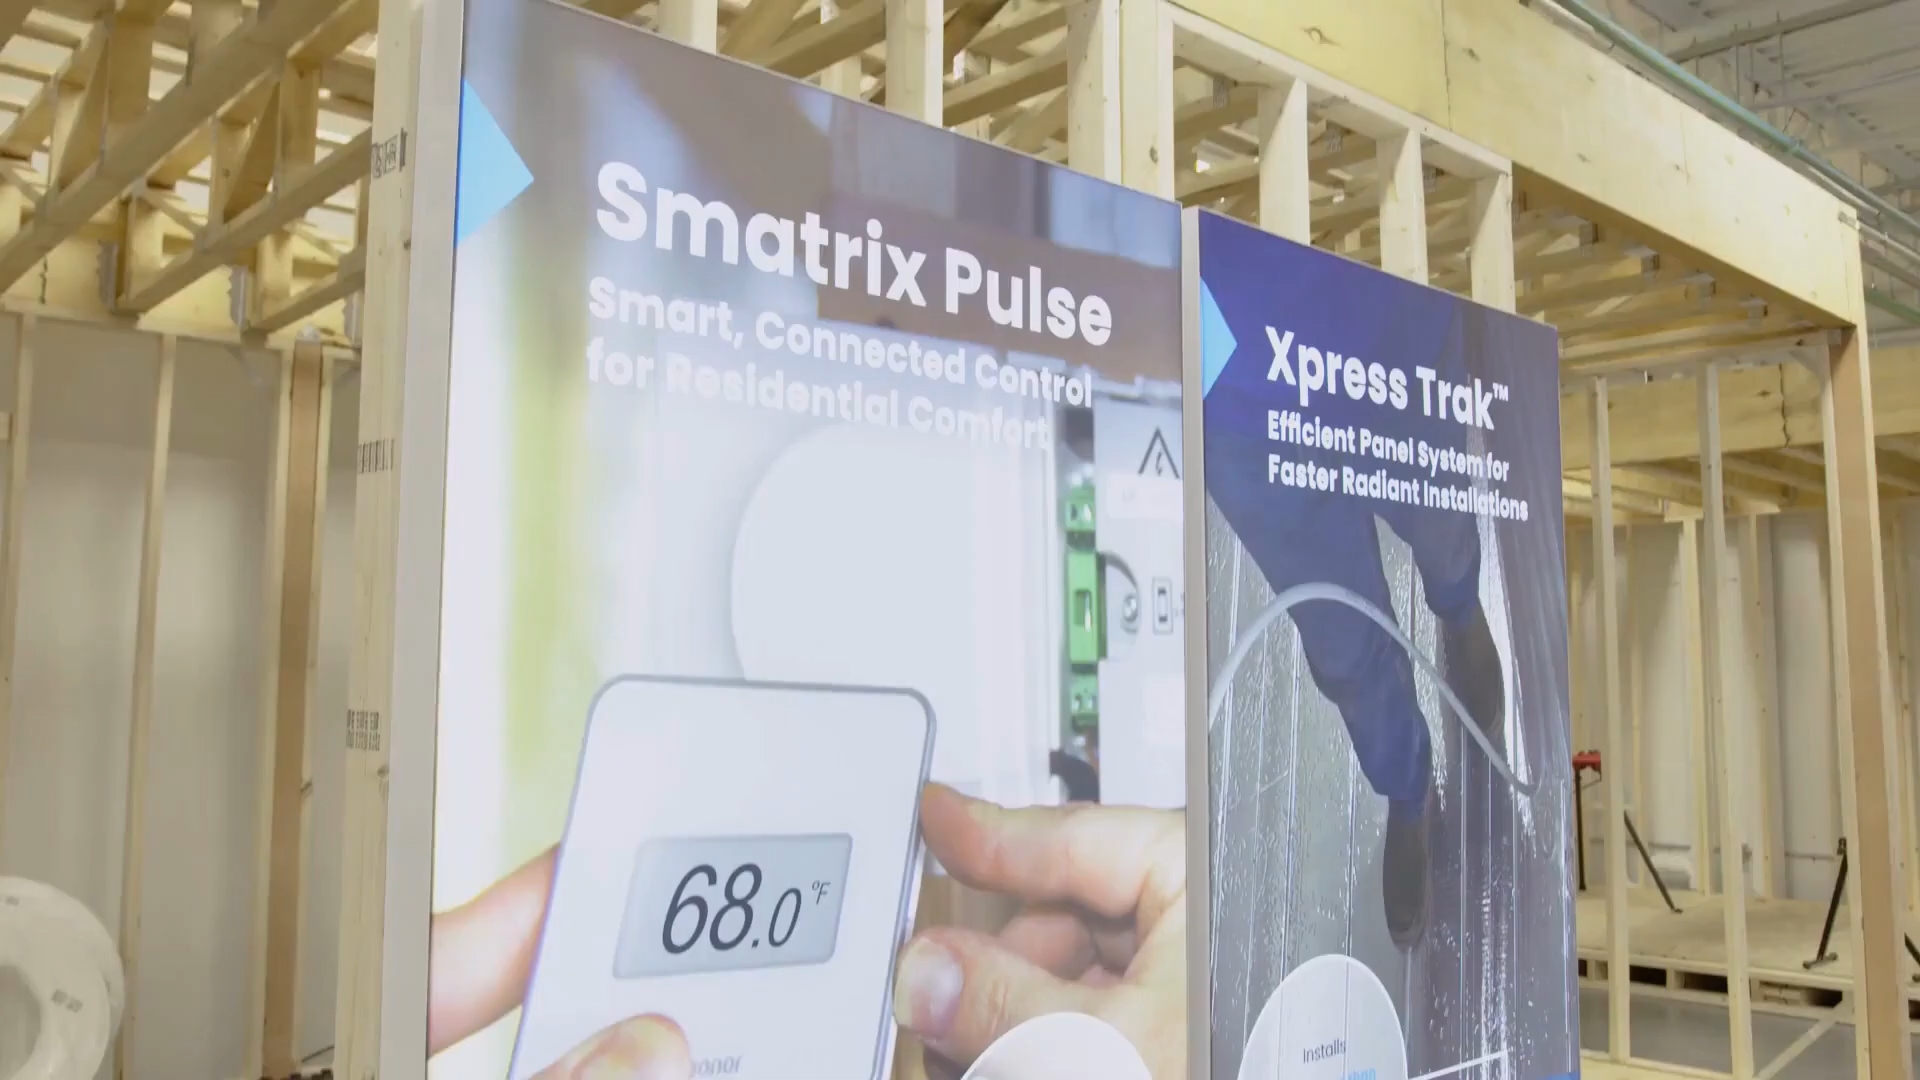 Smatrix Pulse
Smart, Connected Control
for Residential Comfort
68.0 °F
Xpress Trak™
Efficient Panel System for
Faster Radiant Installations
Installs